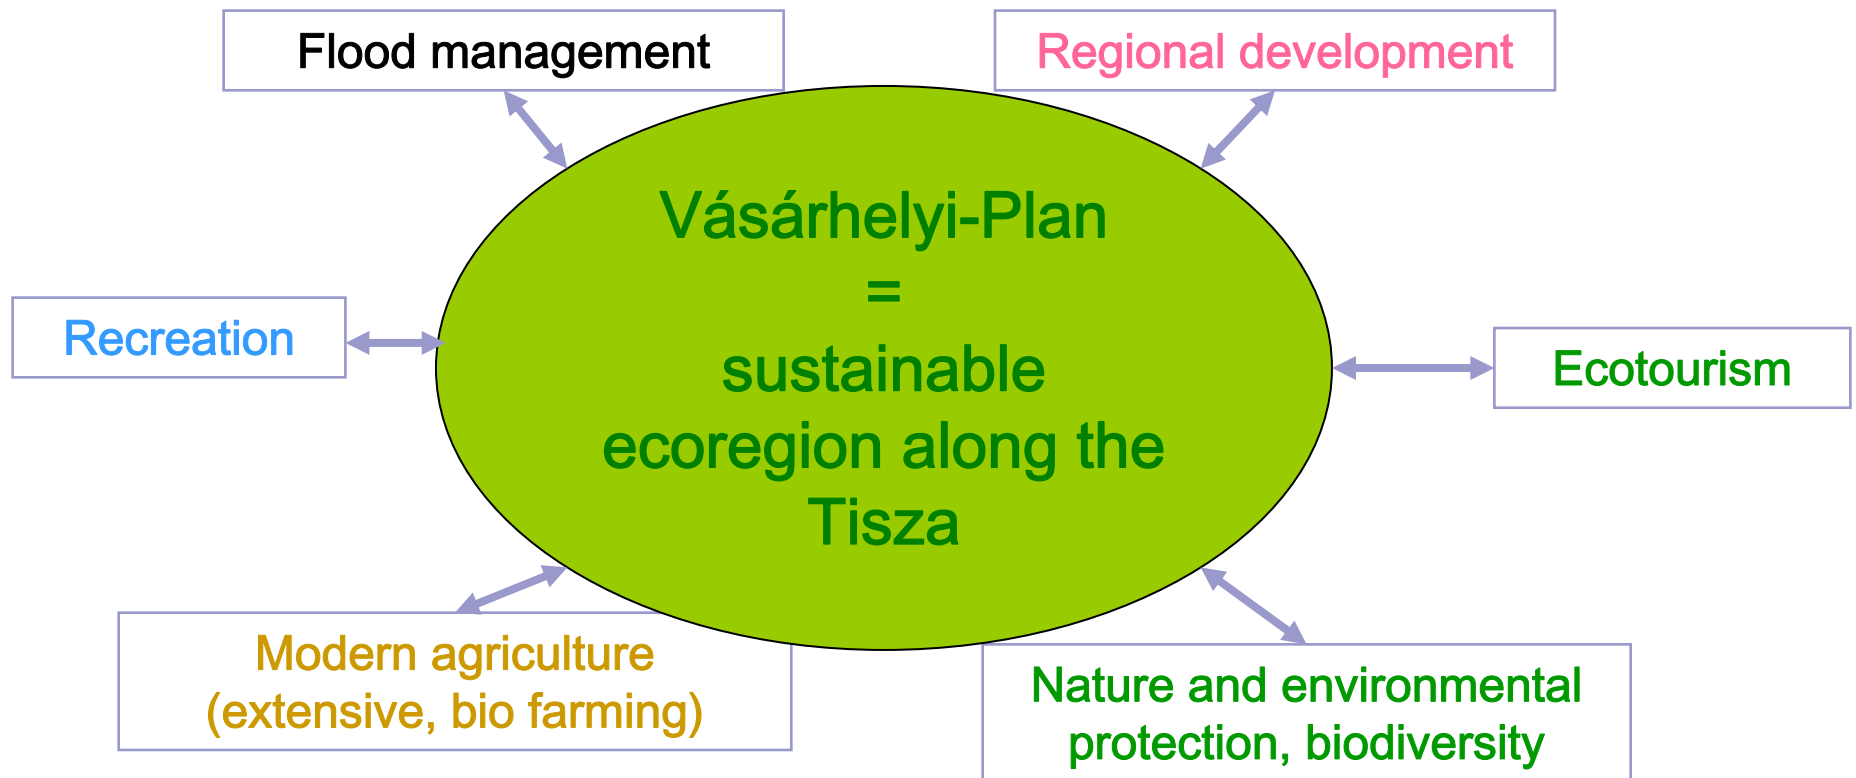 Flood management
Regional development
Vásárhelyi-Plan
=
sustainable
ecoregion along the
Tisza
Recreation
Ecotourism
Modern agriculture
(extensive, bio farming)
Nature and environmental
protection, biodiversity